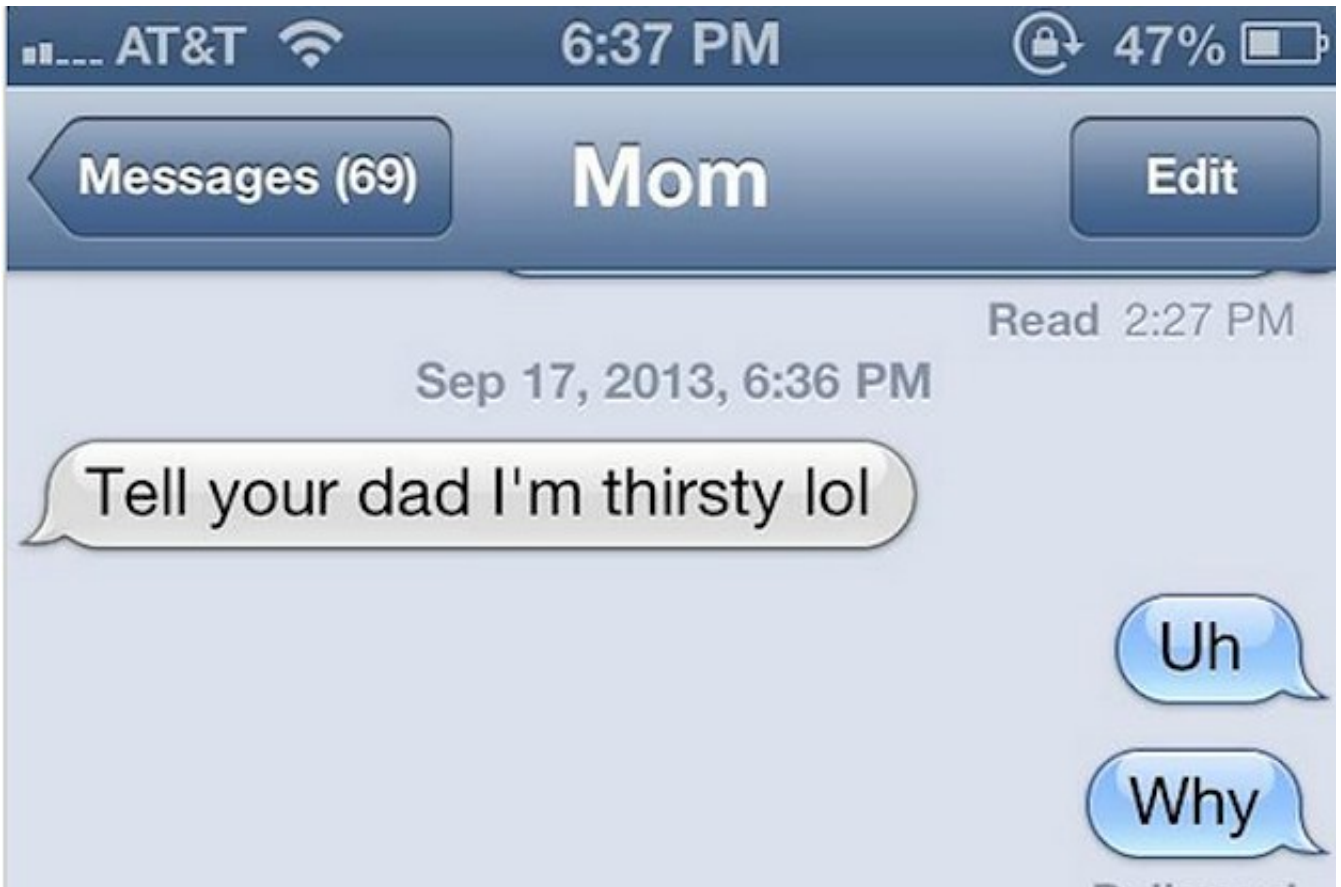 AT&T 6:37 PM 47%
Messages (69) Mom Edit
Read 2:27 PM
Sep 17, 2013, 6:36 PM
Tell your dad I'm thirsty lol
Uh
Why